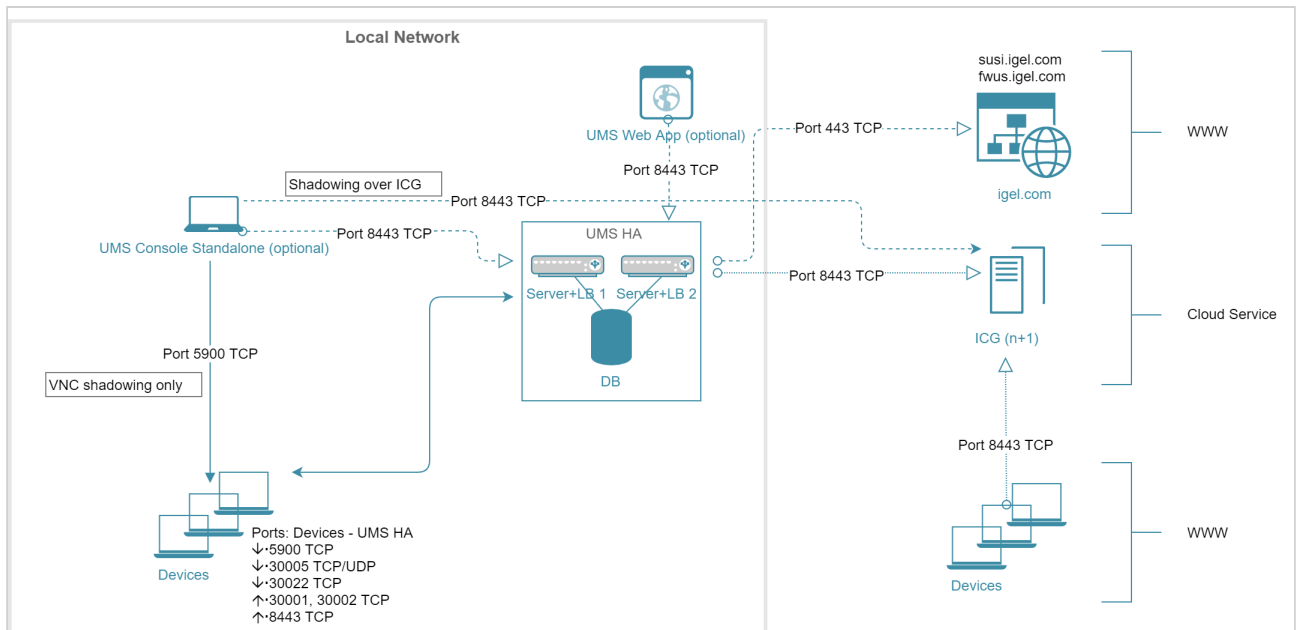 Local Network
susi.igel.com
fwus.igel.com
UMS Web App (optional)
Port 443 TCP
WWW
Port 8443 TCP
igel.com
Shadowing over ICG
Port 8443 TCP
Port 8443 TCP
UMS Console Standalone (optional)
UMS HA
Server+LB 1
Server+LB 2
DB
Port 8443 TCP
ICG (n+1)
Cloud Service
Port 5900 TCP
VNC shadowing only
Port 8443 TCP
Devices
Ports: Devices - UMS HA
↓·5900 TCP
↓·30005 TCP/UDP
↓·30022 TCP
↑·30001, 30002 TCP
↑·8443 TCP
WWW
Devices